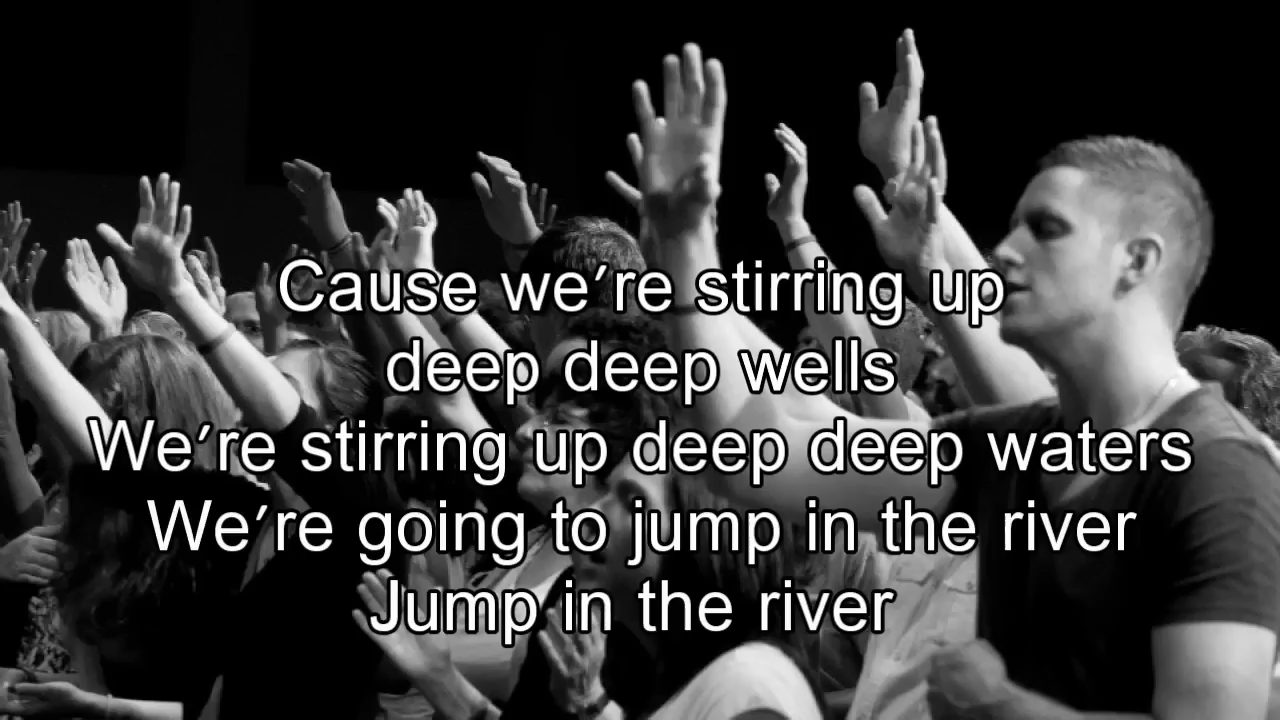 Cause we're stirring up
deep deep wells
We're stirring up deep deep waters
We're going to jump in the river
Jump in the river